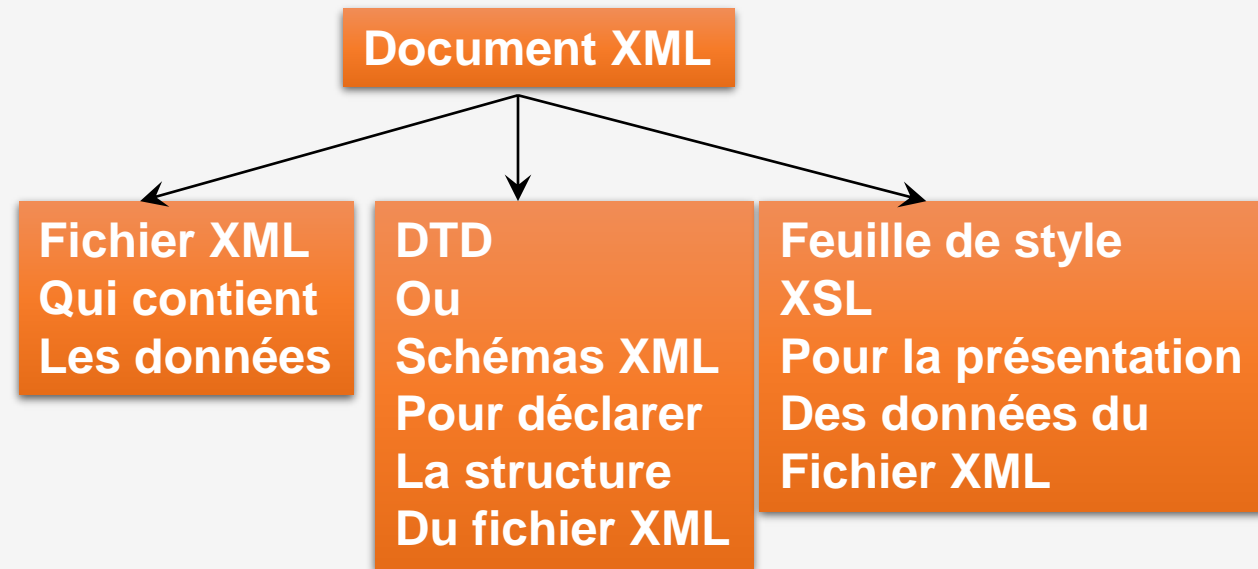 Document XML
Fichier XML
Qui contient
Les données
DTD
Ou
Schémas XML
Pour déclarer
La structure
Du fichier XML
Feuille de style
XSL
Pour la présentation
Des données du
Fichier XML